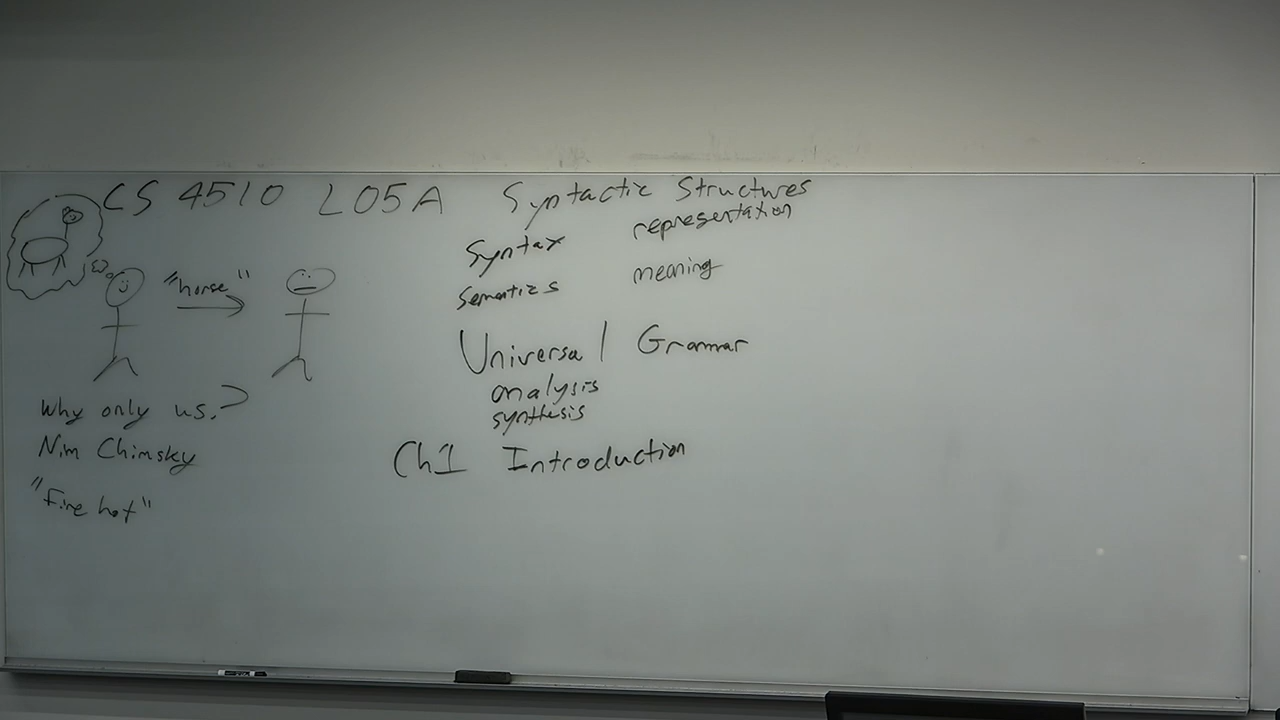 CS 4510 L05A Syntactic Structures
Syntax representation
Semantics meaning
"horse"
Universal Grammar
analysis
synthesis
Why only us?
Nim Chimsky
"Fire hot"
Ch1 Introduction